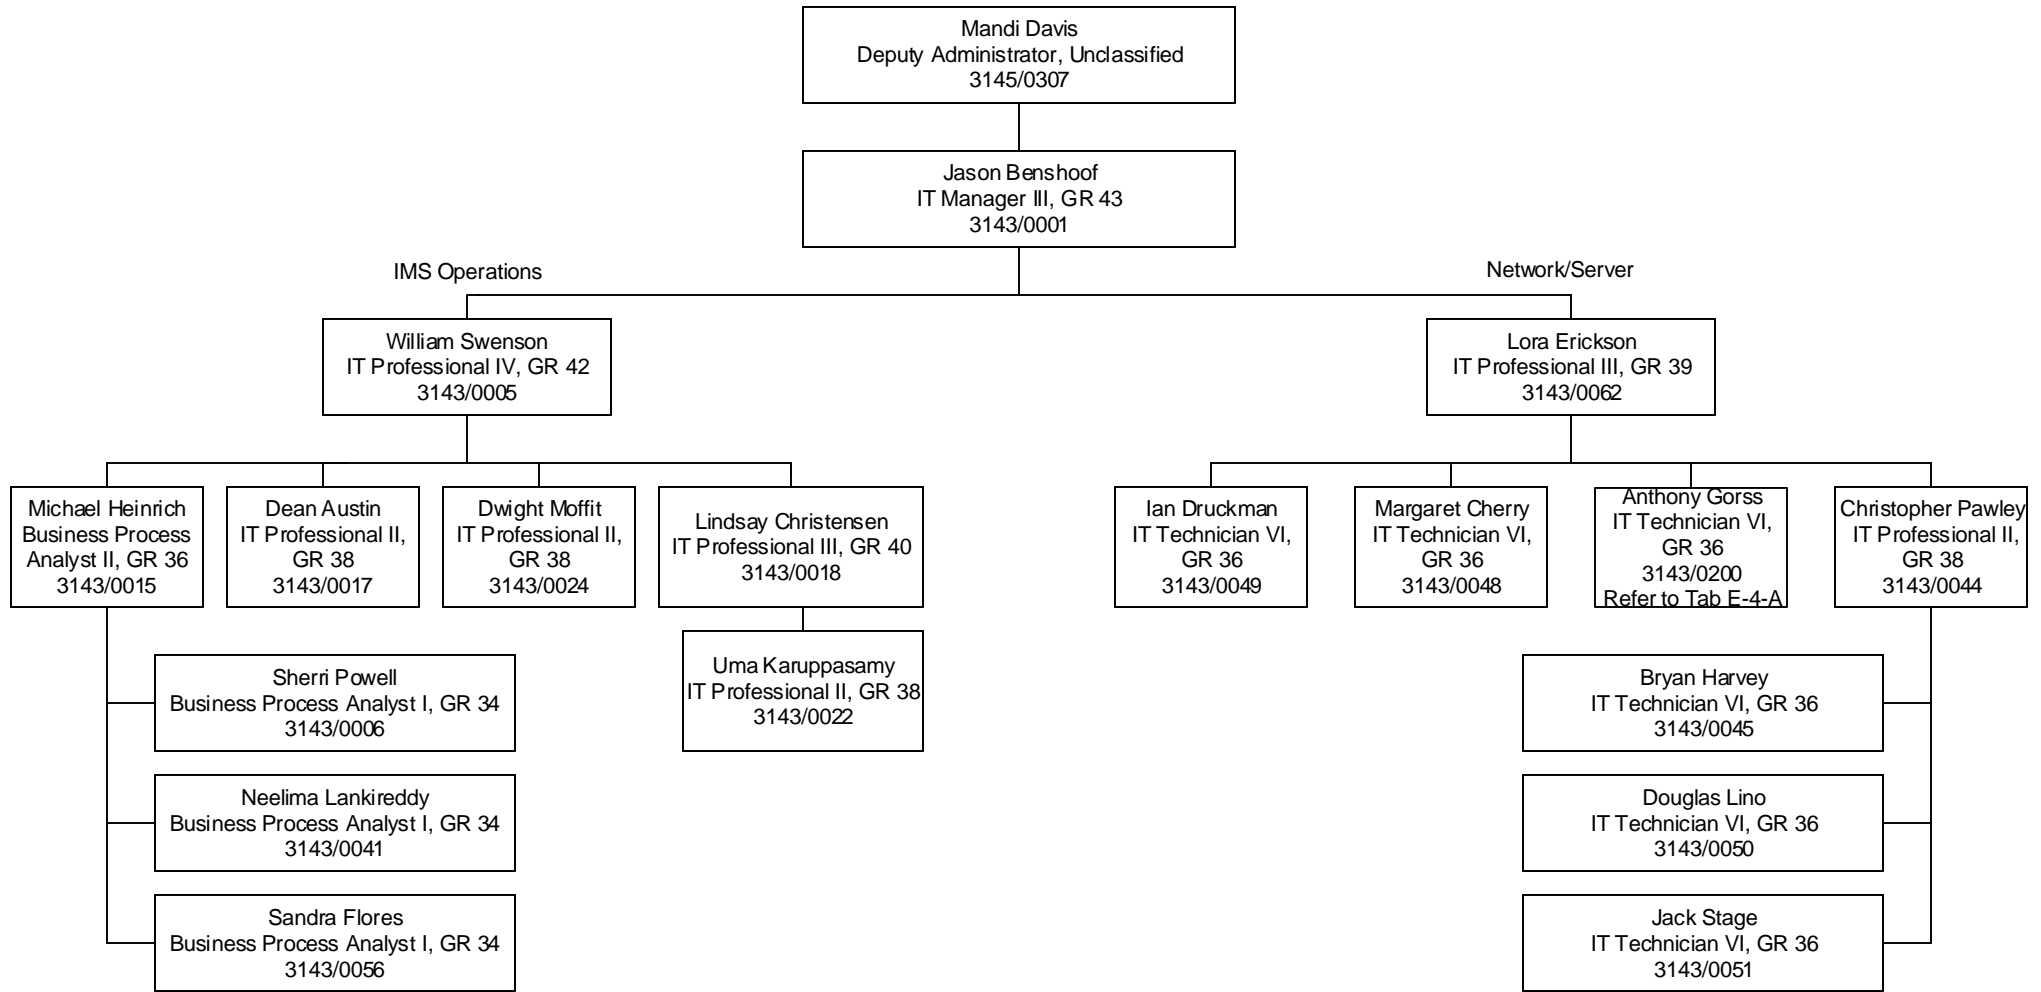 Mandi Davis
Deputy Administrator, Unclassified
3145/0307
Jason Benshoof
IT Manager III, GR 43
3143/0001
IMS Operations
Network/Server
William Swenson
IT Professional IV, GR 42
3143/0005
Lora Erickson
IT Professional III, GR 39
3143/0062
Michael Heinrich
Business Process
Analyst II, GR 36
3143/0015
Dean Austin
IT Professional II,
GR 38
3143/0017
Dwight Moffit
IT Professional II,
GR 38
3143/0024
Lindsay Christensen
IT Professional III, GR 40
3143/0018
Ian Druckman
IT Technician VI,
GR 36
3143/0049
Margaret Cherry
IT Technician VI,
GR 36
3143/0048
Anthony Gorss
IT Technician VI,
GR 36
3143/0200
Refer to Tab E-4-A
Christopher Pawley
IT Professional II,
GR 38
3143/0044
Sherri Powell
Business Process Analyst I, GR 34
3143/0006
Neelima Lankireddy
Business Process Analyst I, GR 34
3143/0041
Sandra Flores
Business Process Analyst I, GR 34
3143/0056
Uma Karuppasamy
IT Professional II, GR 38
3143/0022
Bryan Harvey
IT Technician VI, GR 36
3143/0045
Douglas Lino
IT Technician VI, GR 36
3143/0050
Jack Stage
IT Technician VI, GR 36
3143/0051